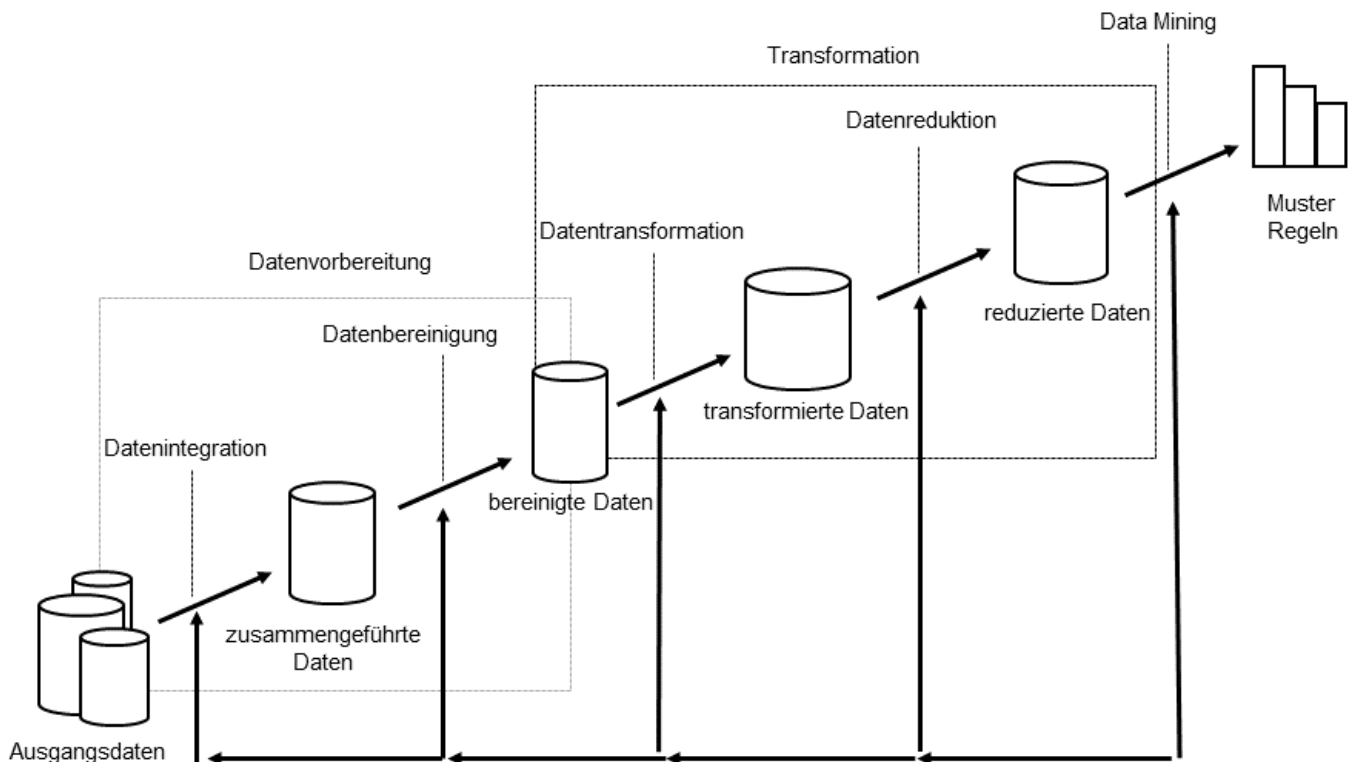 Data Mining
Transformation
Datenreduktion
Muster
Regeln
Datentransformation
Datenvorbereitung
reduzierte Daten
Datenbereinigung
transformierte Daten
Datenintegration
bereinigte Daten
zusammengeführte
Daten
Ausgangsdaten